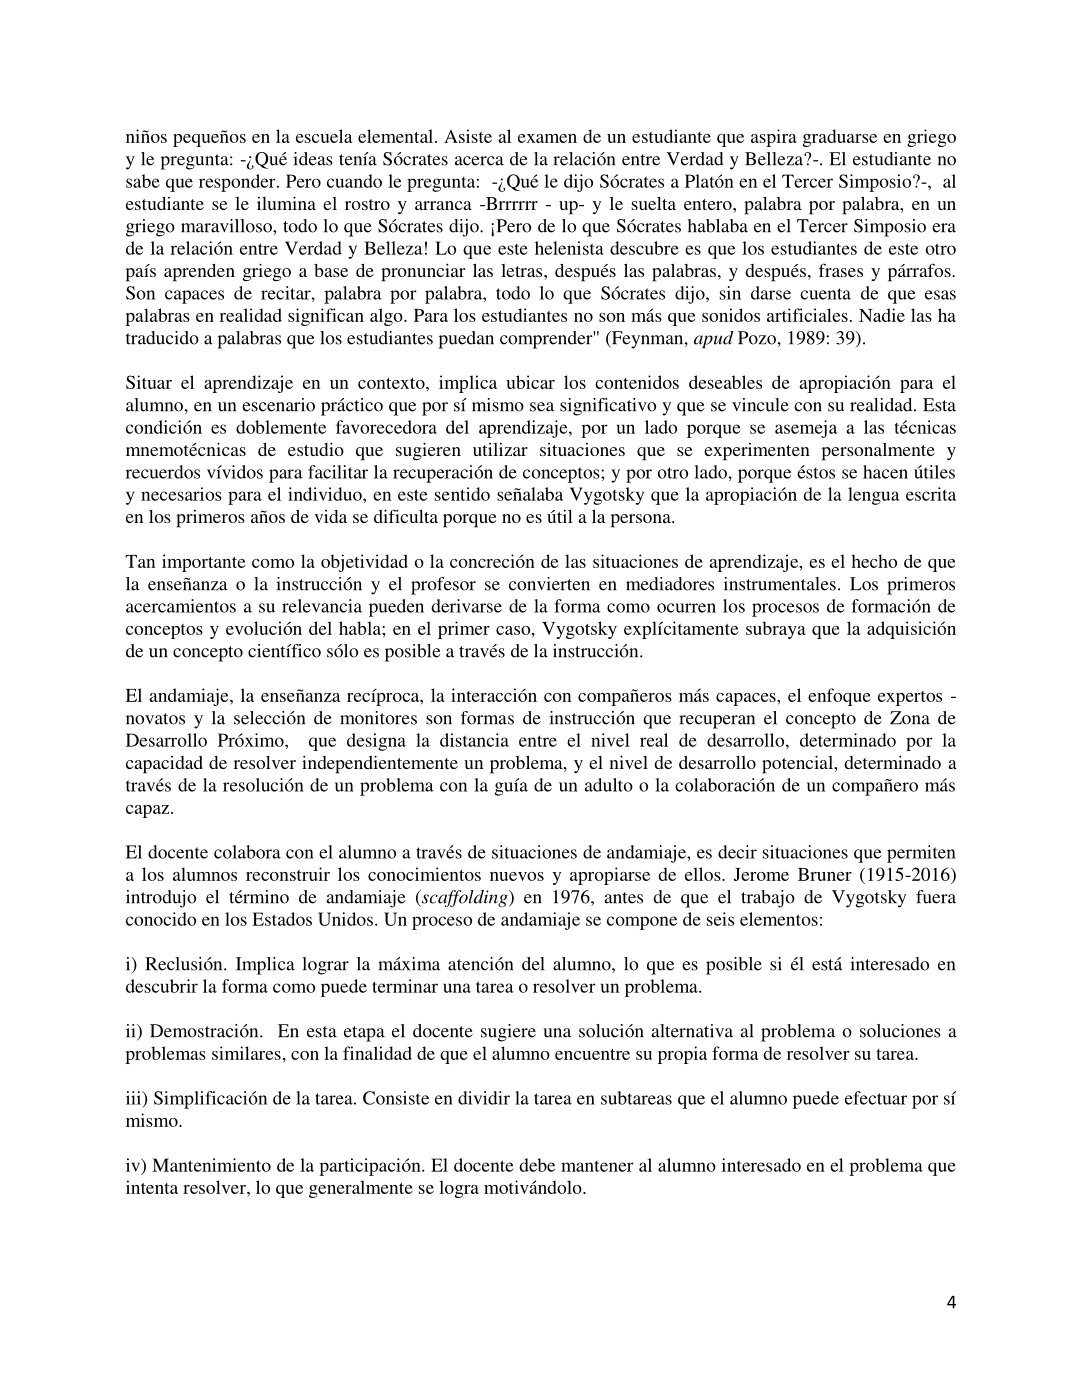 niños pequeños en la escuela elemental. Asiste al examen de un estudiante que aspira graduarse en griego
y le pregunta: -¿Qué ideas tenía Sócrates acerca de la relación entre Verdad y Belleza?-. El estudiante no
sabe que responder. Pero cuando le pregunta:  -¿Qué le dijo Sócrates a Platón en el Tercer Simposio?-,  al
estudiante se le ilumina el rostro y arranca -Brrrrrr - up- y le suelta entero, palabra por palabra, en un
griego maravilloso, todo lo que Sócrates dijo. ¡Pero de lo que Sócrates hablaba en el Tercer Simposio era
de la relación entre Verdad y Belleza! Lo que este helenista descubre es que los estudiantes de este otro
país aprenden griego a base de pronunciar las letras, después las palabras, y después, frases y párrafos.
Son capaces de recitar, palabra por palabra, todo lo que Sócrates dijo, sin darse cuenta de que esas
palabras en realidad significan algo. Para los estudiantes no son más que sonidos artificiales. Nadie las ha
traducido a palabras que los estudiantes puedan comprender" (Feynman, apud Pozo, 1989: 39).
Situar el aprendizaje en un contexto, implica ubicar los contenidos deseables de apropiación para el
alumno, en un escenario práctico que por sí mismo sea significativo y que se vincule con su realidad. Esta
condición es doblemente favorecedora del aprendizaje, por un lado porque se asemeja a las técnicas
mnemotécnicas de estudio que sugieren utilizar situaciones que se experimenten personalmente y
recuerdos vívidos para facilitar la recuperación de conceptos; y por otro lado, porque éstos se hacen útiles
y necesarios para el individuo, en este sentido señalaba Vygotsky que la apropiación de la lengua escrita
en los primeros años de vida se dificulta porque no es útil a la persona.
Tan importante como la objetividad o la concreción de las situaciones de aprendizaje, es el hecho de que
la enseñanza o la instrucción y el profesor se convierten en mediadores instrumentales. Los primeros
acercamientos a su relevancia pueden derivarse de la forma como ocurren los procesos de formación de
conceptos y evolución del habla; en el primer caso, Vygotsky explícitamente subraya que la adquisición
de un concepto científico sólo es posible a través de la instrucción.
El andamiaje, la enseñanza recíproca, la interacción con compañeros más capaces, el enfoque expertos -
novatos y la selección de monitores son formas de instrucción que recuperan el concepto de Zona de
Desarrollo Próximo,  que designa la distancia entre el nivel real de desarrollo, determinado por la
capacidad de resolver independientemente un problema, y el nivel de desarrollo potencial, determinado a
través de la resolución de un problema con la guía de un adulto o la colaboración de un compañero más
capaz.
El docente colabora con el alumno a través de situaciones de andamiaje, es decir situaciones que permiten
a los alumnos reconstruir los conocimientos nuevos y apropiarse de ellos. Jerome Bruner (1915-2016)
introdujo el término de andamiaje (scaffolding) en 1976, antes de que el trabajo de Vygotsky fuera
conocido en los Estados Unidos. Un proceso de andamiaje se compone de seis elementos:
i) Reclusión. Implica lograr la máxima atención del alumno, lo que es posible si él está interesado en
descubrir la forma como puede terminar una tarea o resolver un problema.
ii) Demostración.  En esta etapa el docente sugiere una solución alternativa al problema o soluciones a
problemas similares, con la finalidad de que el alumno encuentre su propia forma de resolver su tarea.
iii) Simplificación de la tarea. Consiste en dividir la tarea en subtareas que el alumno puede efectuar por sí
mismo.
iv) Mantenimiento de la participación. El docente debe mantener al alumno interesado en el problema que
intenta resolver, lo que generalmente se logra motivándolo.
4